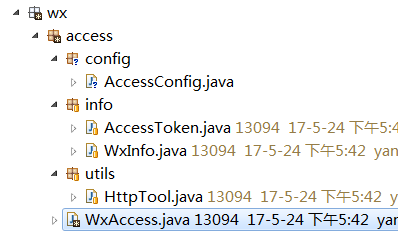 wx
access
config
AccessConfig.java
info
AccessToken.java 13094 17-5-24 下午5:4
WxInfo.java 13094 17-5-24 下午5:42 yan
utils
HttpTool.java 13094 17-5-24 下午5:42 y
WxAccess.java 13094 17-5-24 下午5:42 yan